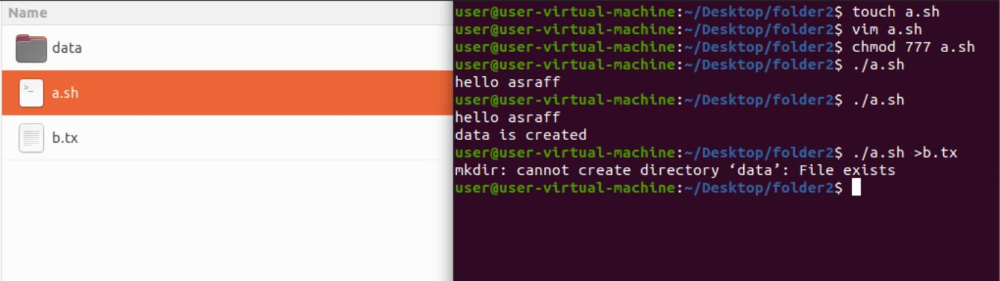 Name
data
a.sh
b.tx
user@user-virtual-machine:~/Desktop/folder2$ touch a.sh
user@user-virtual-machine:~/Desktop/folder2$ vim a.sh
user@user-virtual-machine:~/Desktop/folder2$ chmod 777 a.sh
user@user-virtual-machine:~/Desktop/folder2$ ./a.sh
hello asraff
user@user-virtual-machine:~/Desktop/folder2$ ./a.sh
hello asraff
data is created
user@user-virtual-machine:~/Desktop/folder2$ ./a.sh >b.tx
mkdir: cannot create directory ‘data’: File exists
user@user-virtual-machine:~/Desktop/folder2$